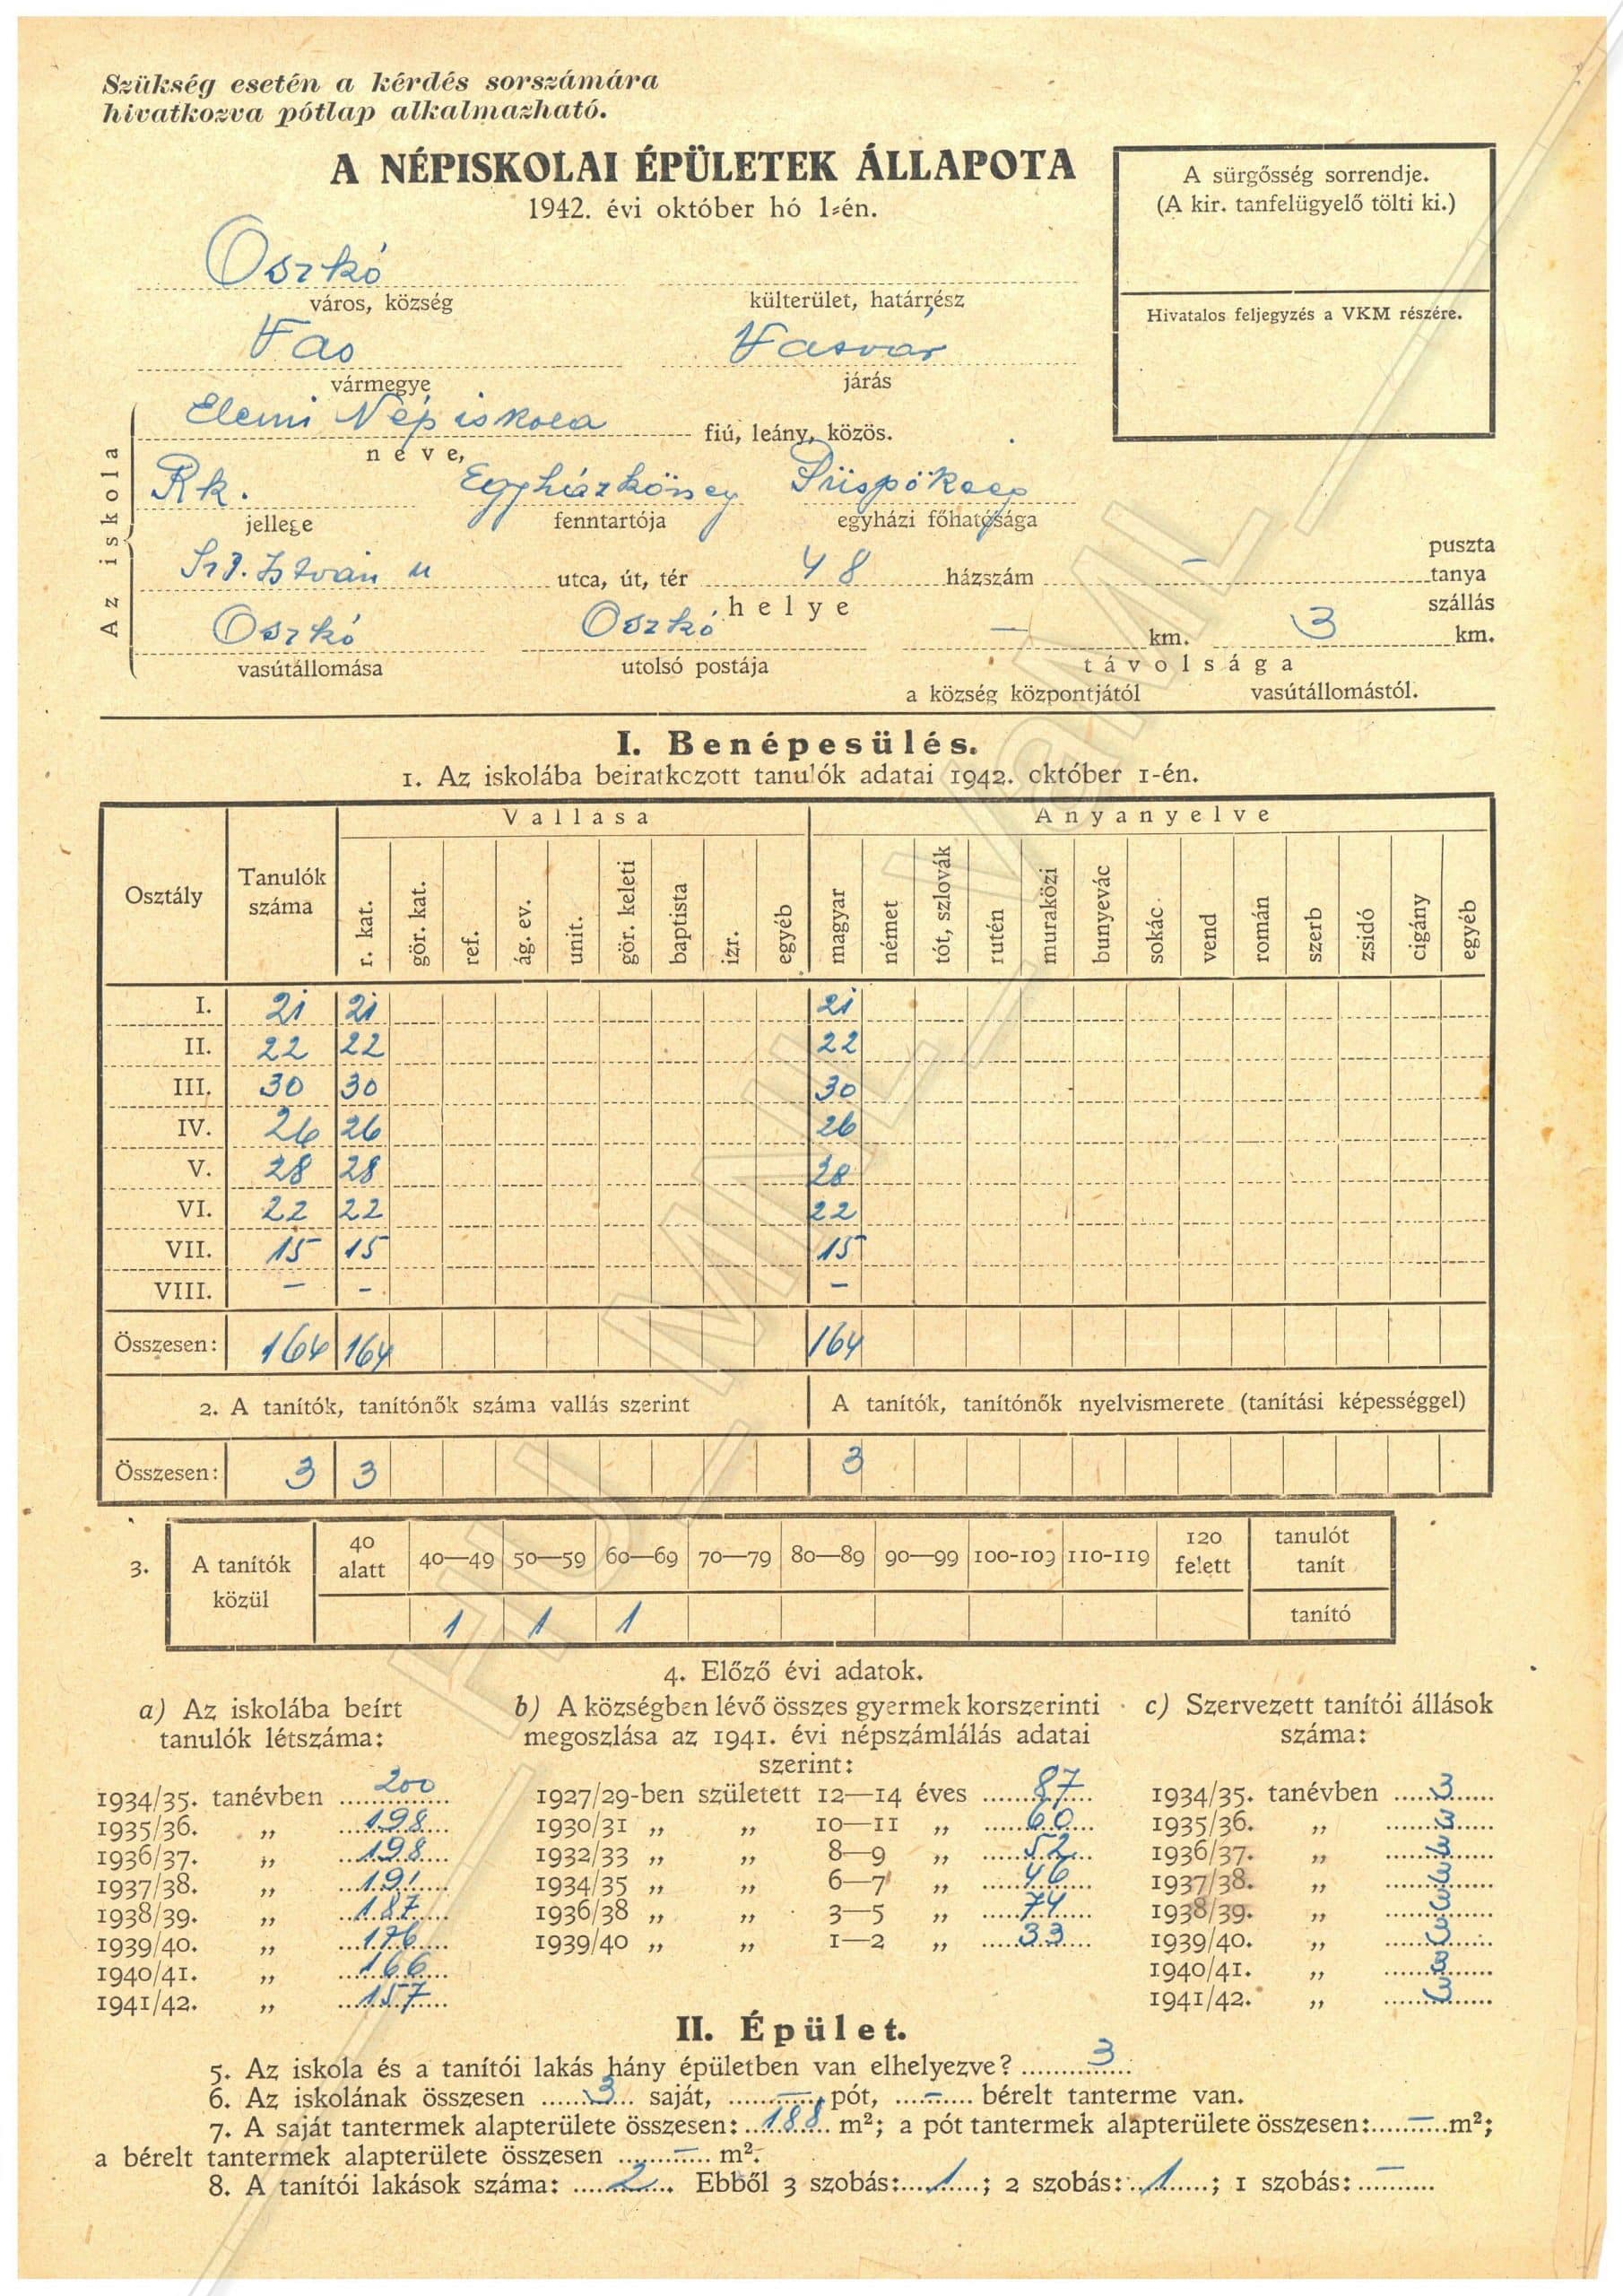 Szükség esetén a kérdés sorszámára
hivatkozva pótlap alkalmazható.
A NÉPISKOLAI ÉPÜLETEK ÁLLAPOTA
1942. évi október hó 1-én.
A sürgősség sorrendje.
(A kir. tanfelügyelő tölti ki.)
Hivatalos feljegyzés a VKM részére.
Oszkó
város, község külterület, határrész
Vas Vasvár
vármegye járás
Az iskola
Elemi Népiskola fiú, leány, közös.
neve,
Rk. Egyházközség Püspökség
jellege fenntartója egyházi főhatósága
Szt. István u utca, út, tér 48 házszám — puszta
tanya
szállás
helye
Oszkó Oszkó — km. 3 km.
vasútállomása utolsó postája távolsága
a község központjától vasútállomástól.
I. Benépesülés.
1. Az iskolába beiratkozott tanulók adatai 1942. október 1-én.
Osztály Tanulók száma Vallása Anyanyelve
r. kat. gör. kat. ref. ág. ev. unit. gör. keleti baptista izr. egyéb magyar német tót, szlovák rutén muraközi bunyevác sokác vend román szerb zsidó cigány egyéb
I. 21 21 21
II. 22 22 22
III. 30 30 30
IV. 26 26 26
V. 28 28 28
VI. 22 22 22
VII. 15 15 15
VIII. — - —
Összesen: 164 164 164
2. A tanítók, tanítónők száma vallás szerint A tanítók, tanítónők nyelvismerete (tanítási képességgel)
Összesen: 3 3 3
3. A tanítók közül 40 alatt 40—49 50—59 60—69 70—79 80—89 90—99 100-109 110-119 120 felett tanulót tanít
1 1 1 tanító
4. Előző évi adatok.
a) Az iskolába beírt
tanulók létszáma:
1934/35. tanévben 200
1935/36. „ 198
1936/37. „ 198
1937/38. „ 191
1938/39. „ 187
1939/40. „ 176
1940/41. „ 166
1941/42. „ 157
b) A községben lévő összes gyermek korszerinti
megoszlása az 1941. évi népszámlálás adatai
szerint:
1927/29-ben született 12—14 éves 87
1930/31 „ „ 10—11 „ 60
1932/33 „ „ 8—9 „ 52
1934/35 „ „ 6—7 „ 46
1936/38 „ „ 3—5 „ 74
1939/40 „ „ 1—2 „ 33
c) Szervezett tanítói állások
száma:
1934/35. tanévben 3
1935/36. „ 3
1936/37. „ 3
1937/38. „ 3
1938/39. „ 3
1939/40. „ 3
1940/41. „ 3
1941/42. „ 3
II. Épület.
5. Az iskola és a tanítói lakás hány épületben van elhelyezve? 3
6. Az iskolának összesen 3 saját, — pót, — bérelt tanterme van.
7. A saját tantermek alapterülete összesen: 188 m²; a pót tantermek alapterülete összesen: — m²;
a bérelt tantermek alapterülete összesen — m².
8. A tanítói lakások száma: 2. Ebből 3 szobás: 1; 2 szobás: 1; 1 szobás: —
HU_MNL_VaML